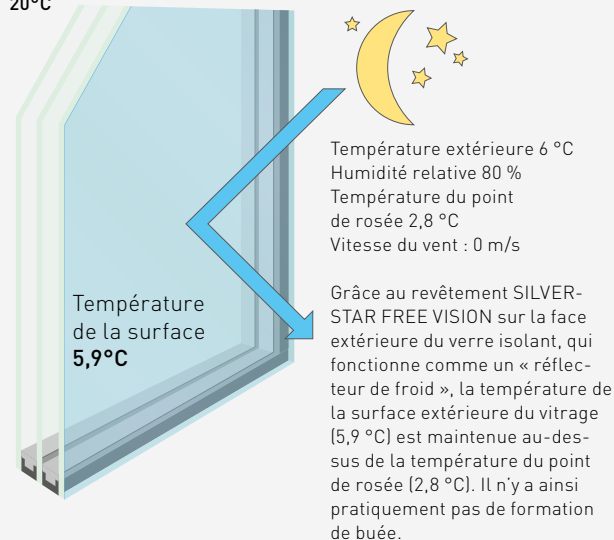 20°C
Température extérieure 6 °C
Humidité relative 80 %
Température du point
de rosée 2,8 °C
Vitesse du vent : 0 m/s
Température
de la surface
5,9°C
Grâce au revêtement SILVER-
STAR FREE VISION sur la face
extérieure du verre isolant, qui
fonctionne comme un « réflec-
teur de froid », la température de
la surface extérieure du vitrage
(5,9 °C) est maintenue au-des-
sus de la température du point
de rosée (2,8 °C). Il n’y a ainsi
pratiquement pas de formation
de buée.